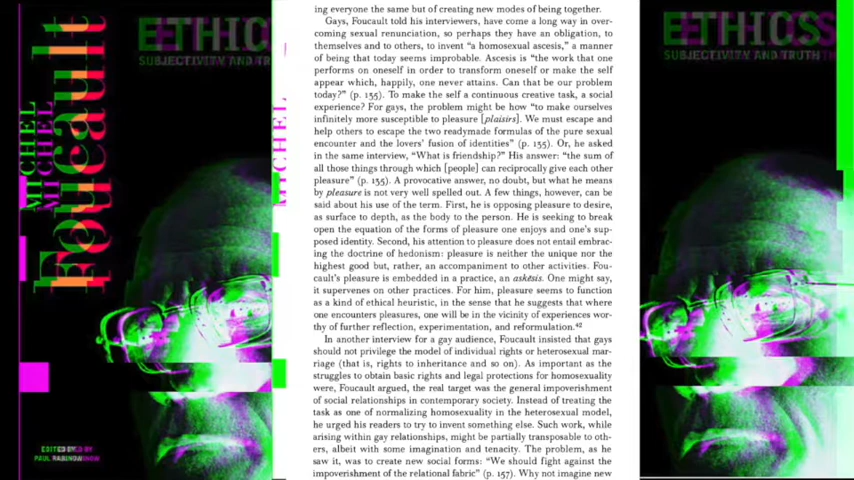 MICHEL
MICHEL
Foucault
ETHICS
SUBJECTIVITY AND TR
EDITED BY
PAUL RABINOW
ing everyone the same but of creating new modes of being together.
Gays, Foucault told his interviewers, have come a long way in over-
coming sexual renunciation, so perhaps they have an obligation, to
themselves and to others, to invent “a homosexual ascesis,” a manner
of being that today seems improbable. Ascesis is “the work that one
performs on oneself in order to transform oneself or make the self
appear which, happily, one never attains. Can that be our problem
today?” (p. 155). To make the self a continuous creative task, a social
experience? For gays, the problem might be how “to make ourselves
infinitely more susceptible to pleasure [plaisirs]. We must escape and
help others to escape the two readymade formulas of the pure sexual
encounter and the lovers’ fusion of identities” (p. 155). Or, he asked
in the same interview, “What is friendship?” His answer: “the sum of
all those things through which [people] can reciprocally give each other
pleasure” (p. 135). A provocative answer, no doubt, but what he means
by pleasure is not very well spelled out. A few things, however, can be
said about his use of the term. First, he is opposing pleasure to desire,
as surface to depth, as the body to the person. He is seeking to break
open the equation of the forms of pleasure one enjoys and one’s sup-
posed identity. Second, his attention to pleasure does not entail embrac-
ing the doctrine of hedonism: pleasure is neither the unique nor the
highest good but, rather, an accompaniment to other activities. Fou-
cault’s pleasure is embedded in a practice, an askēsis. One might say,
it supervenes on other practices. For him, pleasure seems to function
as a kind of ethical heuristic, in the sense that he suggests that where
one encounters pleasures, one will be in the vicinity of experiences wor-
thy of further reflection, experimentation, and reformulation.42
In another interview for a gay audience, Foucault insisted that gays
should not privilege the model of individual rights or heterosexual mar-
riage (that is, rights to inheritance and so on). As important as the
struggles to obtain basic rights and legal protections for homosexuality
were, Foucault argued, the real target was the general impoverishment
of social relationships in contemporary society. Instead of treating the
task as one of normalizing homosexuality in the heterosexual model,
he urged his readers to try to invent something else. Such work, while
arising within gay relationships, might be partially transposable to oth-
ers, albeit with some imagination and tenacity. The problem, as he
saw it, was to create new social forms: “We should fight against the
impoverishment of the relational fabric” (p. 157). Why not imagine new
ETHICS
SUBJECTIVITY AND TRUTH